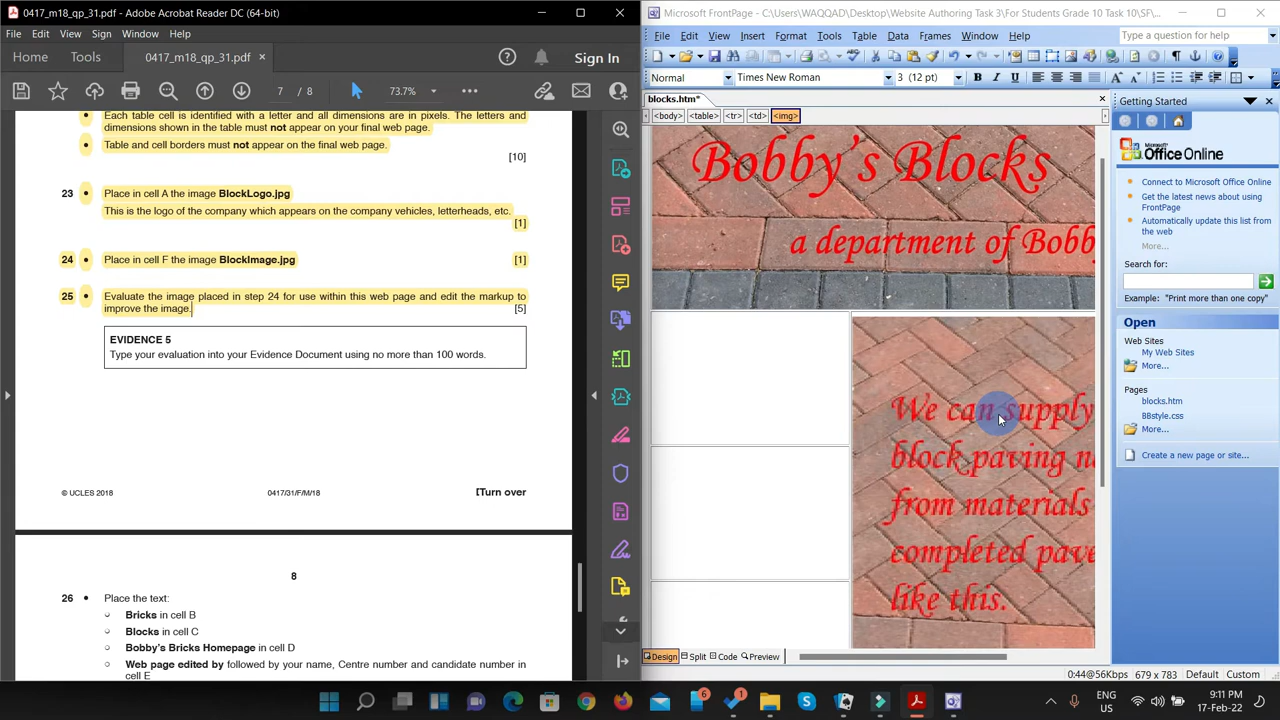 0417_m18_qp_31.pdf - Adobe Acrobat Reader DC (64-bit)
File Edit View Sign Window Help
Home Tools 0417_m18_qp_31.pdf × Sign In
7 / 8 73.7%
Each table cell is identified with a letter and all dimensions are in pixels. The letters and
dimensions shown in the table must not appear on your final web page.
Table and cell borders must not appear on the final web page.
[10]
23 • Place in cell A the image BlockLogo.jpg
This is the logo of the company which appears on the company vehicles, letterheads, etc.
[1]
24 • Place in cell F the image BlockImage.jpg [1]
25 • Evaluate the image placed in step 24 for use within this web page and edit the markup to
improve the image. [5]
EVIDENCE 5
Type your evaluation into your Evidence Document using no more than 100 words.
© UCLES 2018 0417/31/F/M/18 [Turn over
8
26 • Place the text:
Bricks in cell B
Blocks in cell C
Bobby's Bricks Homepage in cell D
Web page edited by followed by your name, Centre number and candidate number in
cell E
Microsoft FrontPage - C:\Users\WAQQAD\Desktop\Website Authoring Task 3\For Students Grade 10 Task 10\SF/...
File Edit View Insert Format Tools Table Data Frames Window Help Type a question for help
Normal Times New Roman 3 (12 pt) B I U
blocks.htm*
<body> <table> <tr> <td> <img>
Bobby's Blocks
a department of Bobb
We can supply
block paving n
from materials
completed pave
like this.
Design Split Code Preview
Getting Started
Office Online
Connect to Microsoft Office Online
Get the latest news about using
FrontPage
Automatically update this list from
the web
More...
Search for:
Example: "Print more than one copy"
Open
Web Sites
My Web Sites
More...
Pages
blocks.htm
BBstyle.css
More...
Create a new page or site...
0:44@56Kbps 679 x 783 Default Custom
6 1
ENG
US
9:11 PM
17-Feb-22